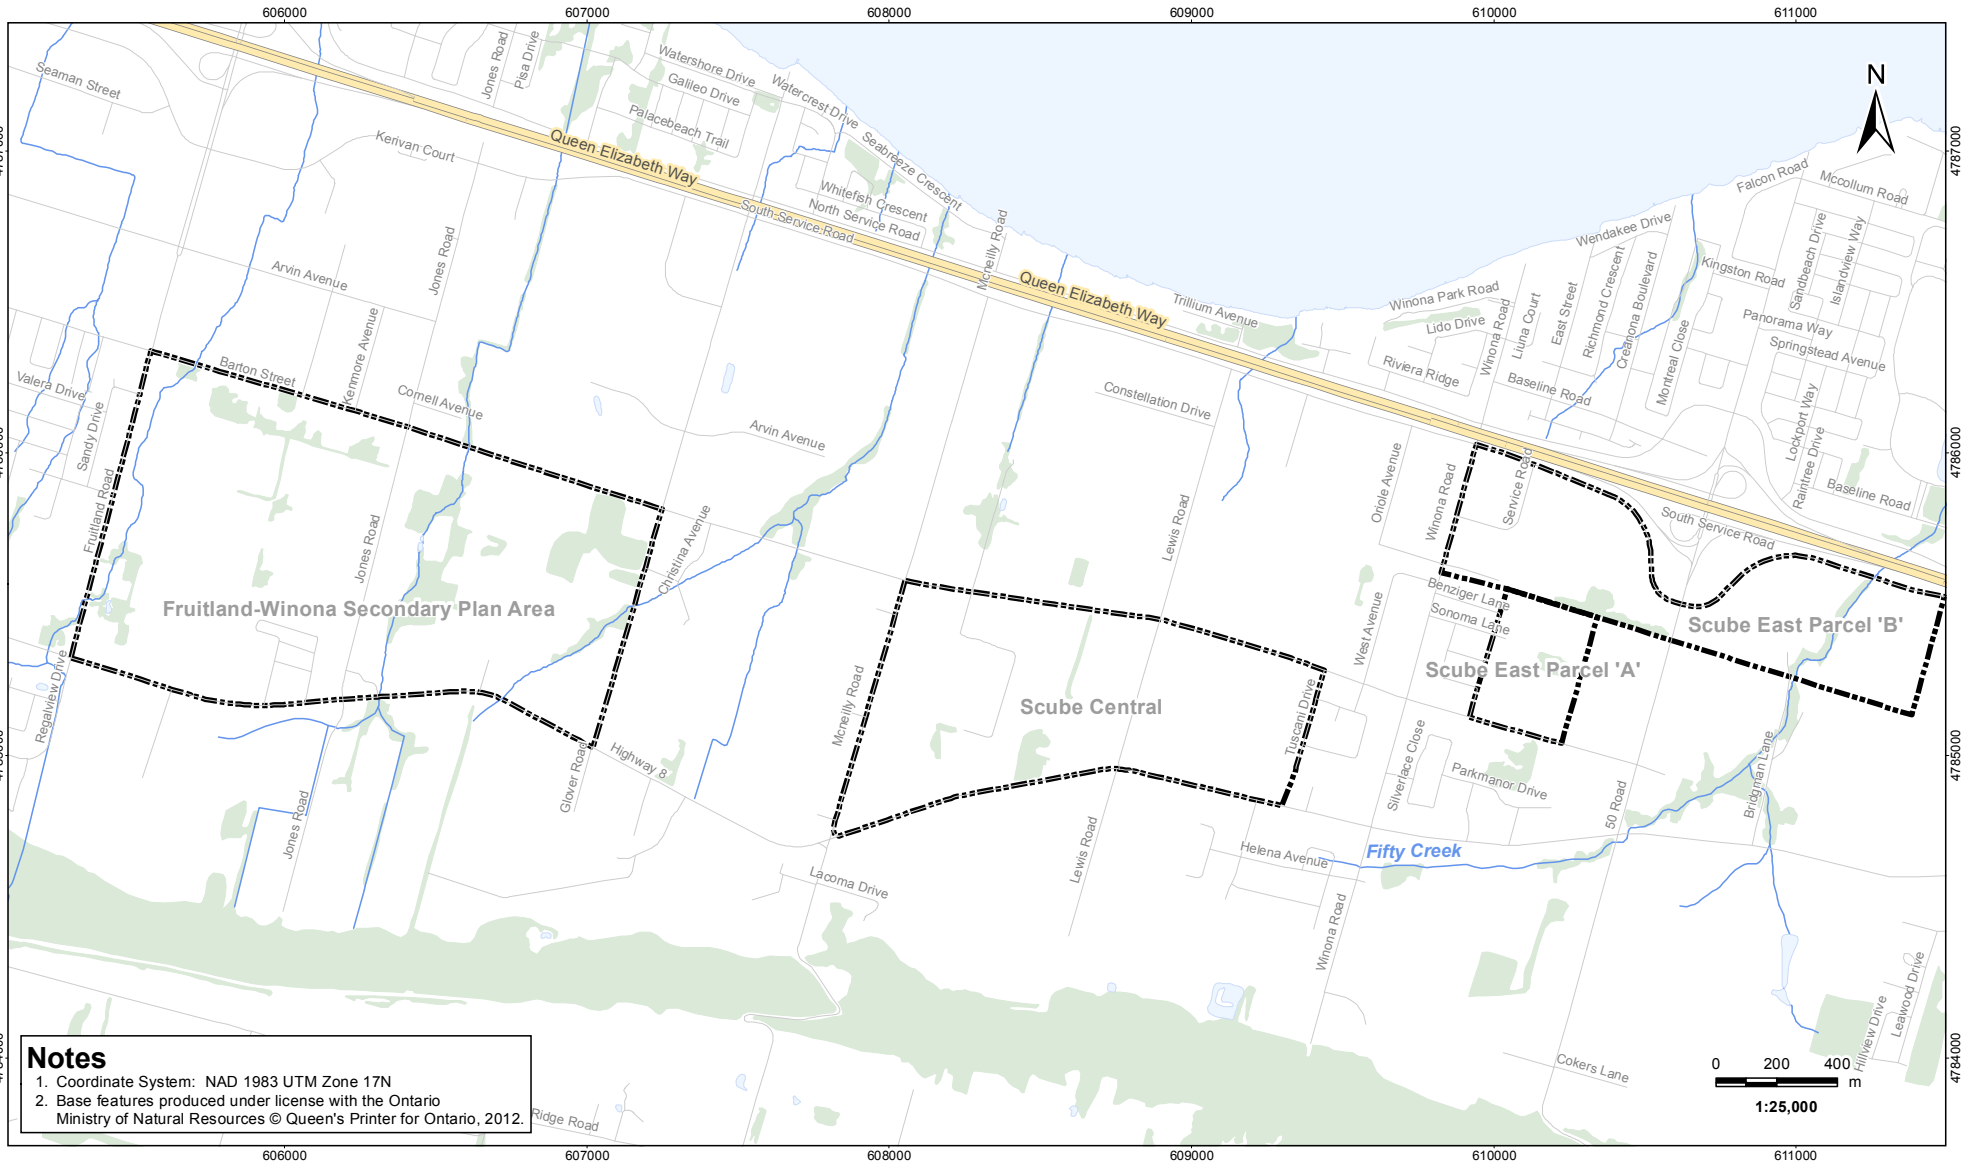 606000
607000
608000
609000
610000
611000
Seaman Street
Jones Road
Pisa Drive
Watershore Drive
Galileo Drive
Palacebeach Trail
Watercrest Drive
Seabreeze Crescent
Kerivan Court
Queen Elizabeth Way
Whitefish Crescent
North Service Road
South Service Road
Mcneilly Road
N
4787000
Falcon Road
Mccollum Road
Wendakee Drive
Kingston Road
Sandbeach Drive
Islandview Way
Arvin Avenue
Jones Road
Queen Elizabeth Way
Trillium Avenue
Winona Park Road
Lido Drive
Riviera Ridge
Winona Road
Liuna Court
East Street
Richmond Crescent
Creanona Boulevard
Montreal Close
Panorama Way
Springstead Avenue
Baseline Road
Barton Street
Kenmore Avenue
Cornell Avenue
Valera Drive
Sandy Drive
Fruitland Road
Arvin Avenue
Constellation Drive
Lewis Road
Oriole Avenue
Winona Road
Service Road
South Service Road
Lockport Way
Raintree Drive
Baseline Road
4786000
Jones Road
Christina Avenue
Fruitland-Winona Secondary Plan Area
Benziger Lane
Sonoma Lane
West Avenue
Scube East Parcel 'A'
Scube East Parcel 'B'
Scube Central
Mcneilly Road
Tuscani Drive
Regalview Drive
Highway 8
Glover Road
Silverlace Close
Parkmanor Drive
50 Road
Bridgman Lane
4785000
Jones Road
Lewis Road
Helena Avenue
Fifty Creek
Lacoma Drive
Winona Road
Hillview Drive
Leawood Drive
Cokers Lane
4784000
Notes
1. Coordinate System: NAD 1983 UTM Zone 17N
2. Base features produced under license with the Ontario
Ministry of Natural Resources © Queen's Printer for Ontario, 2012.
Ridge Road
0 200 400
m
1:25,000
606000
607000
608000
609000
610000
611000